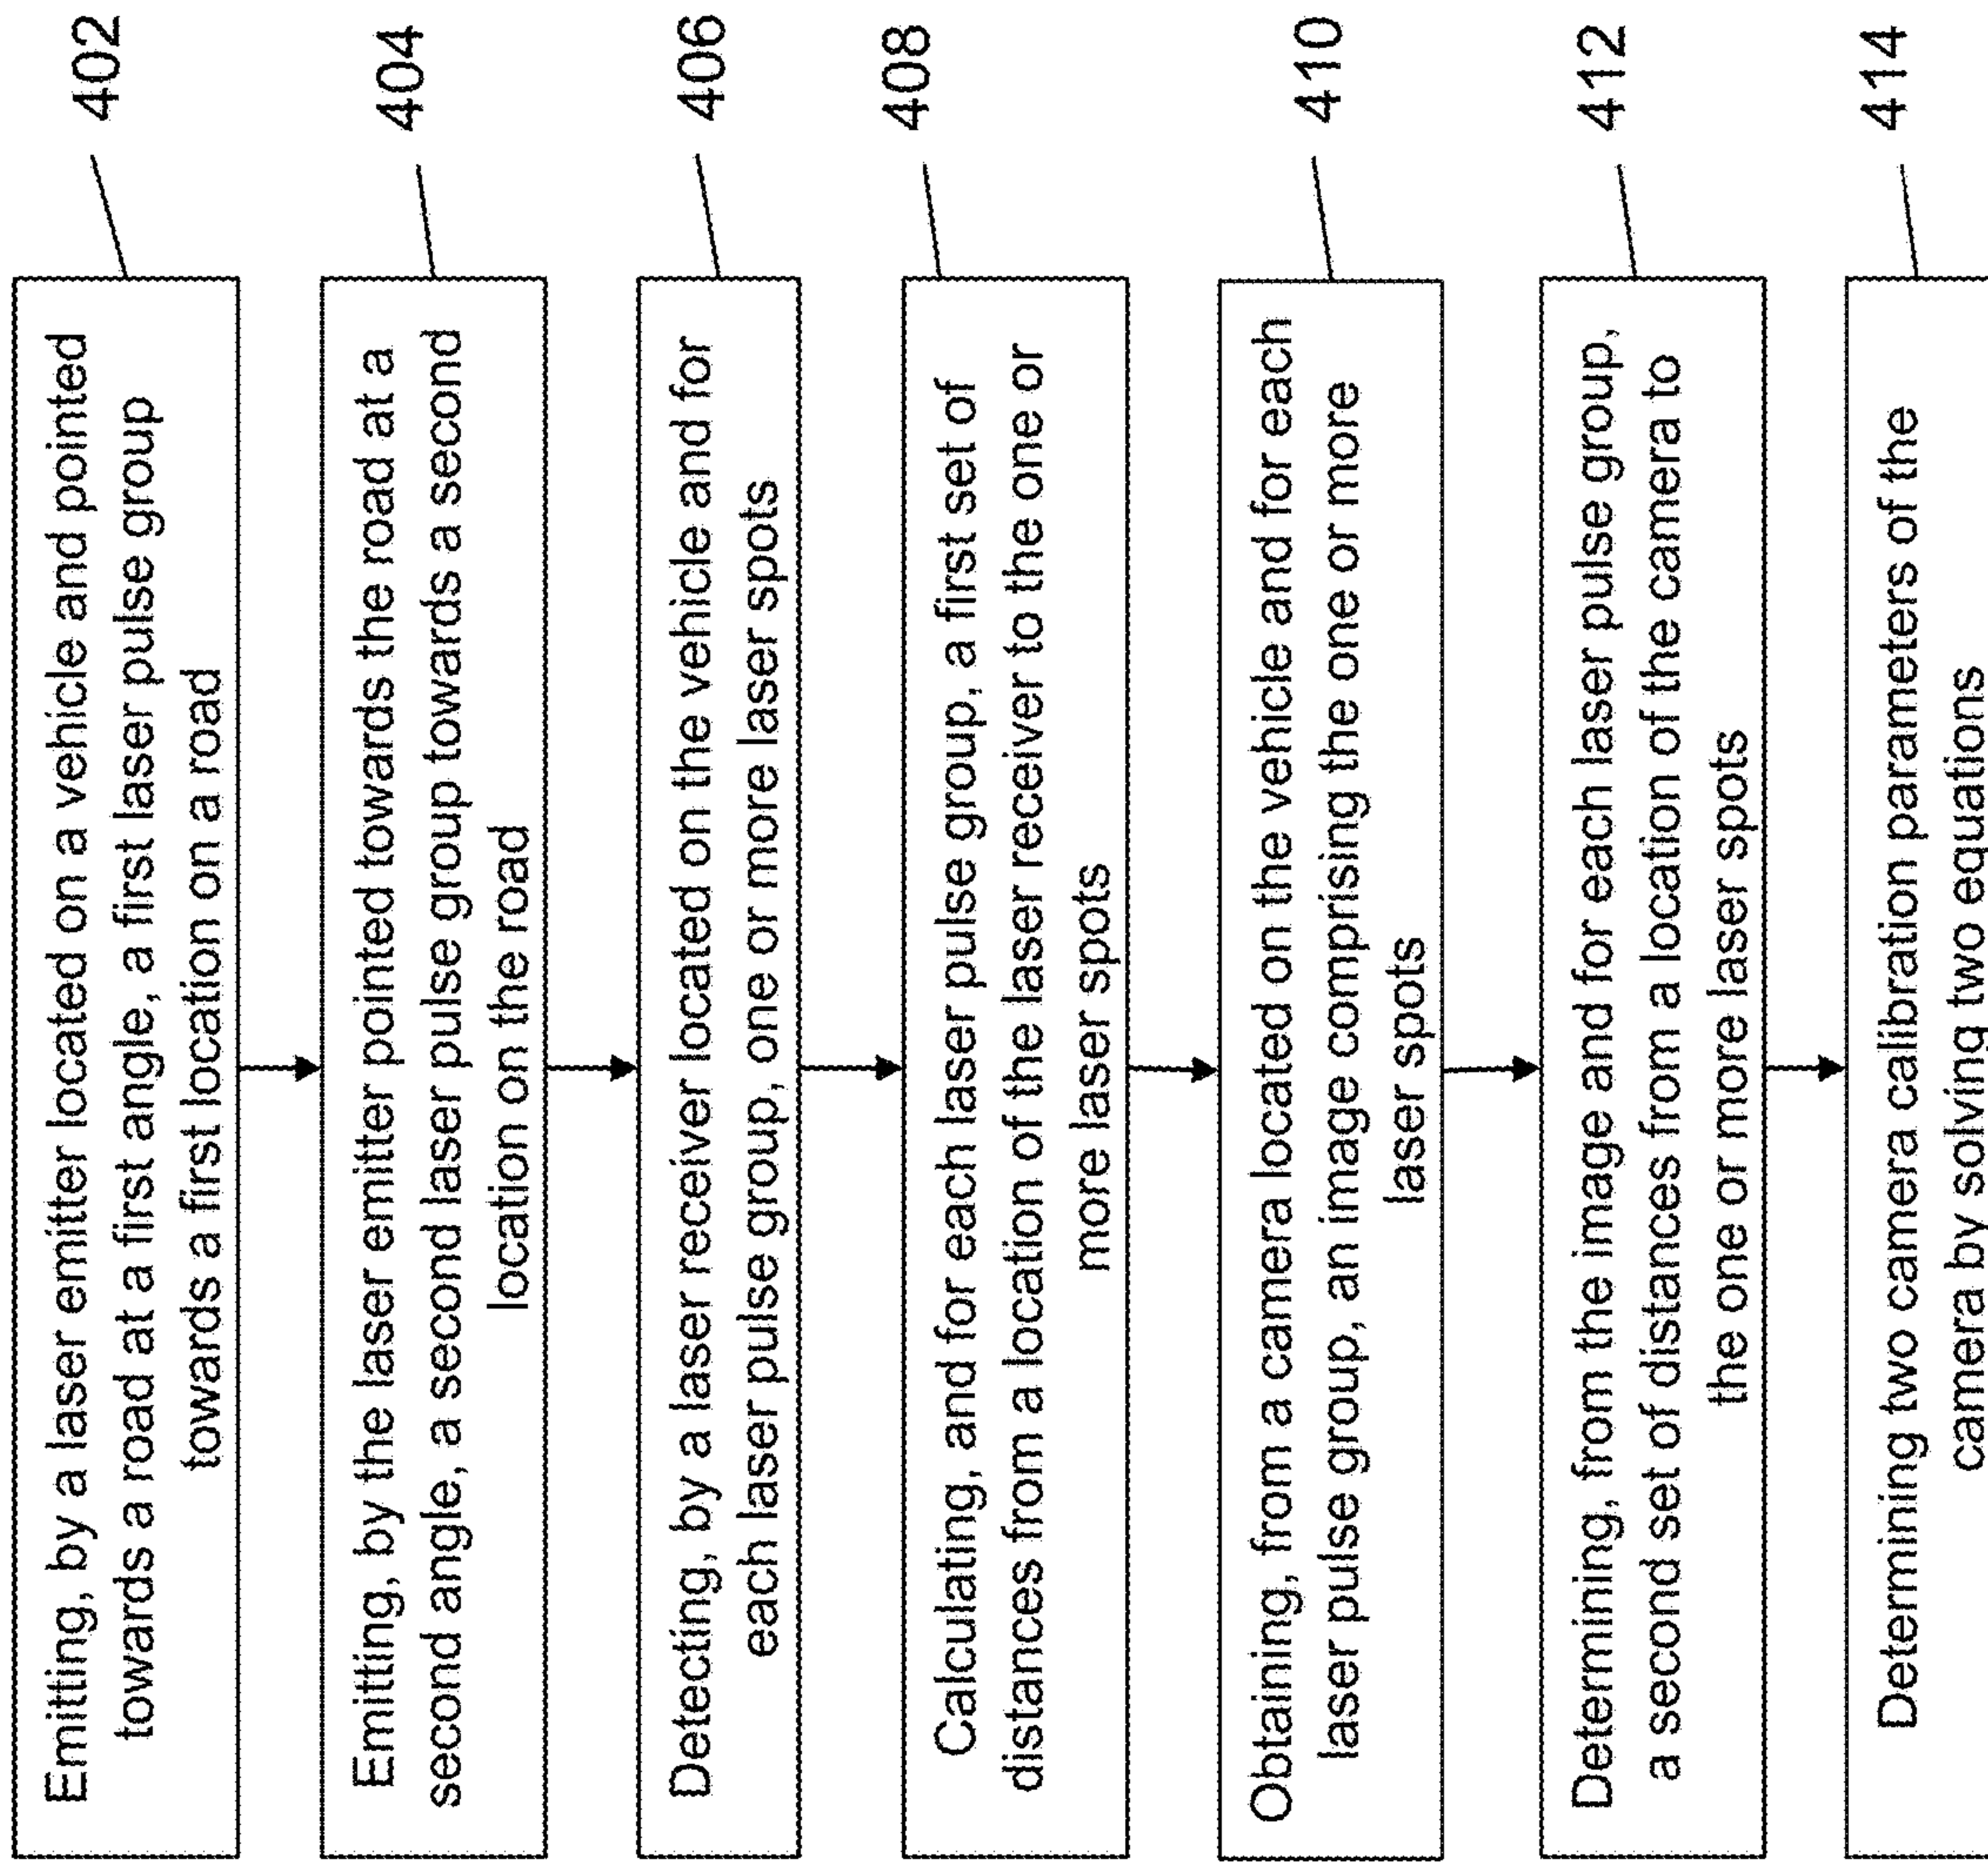 Emitting, by a laser emitter located on a vehicle and pointed
towards a road at a first angle, a first laser pulse group
towards a first location on a road
402
Emitting, by the laser emitter pointed towards the road at a
second angle, a second laser pulse group towards a second
location on the road
404
Detecting, by a laser receiver located on the vehicle and for
each laser pulse group, one or more laser spots
406
Calculating, and for each laser pulse group, a first set of
distances from a location of the laser receiver to the one or
more laser spots
408
Obtaining, from a camera located on the vehicle and for each
laser pulse group, an image comprising the one or more
laser spots
410
Determining, from the image and for each laser pulse group,
a second set of distances from a location of the camera to
the one or more laser spots
412
Determining two camera calibration parameters of the
camera by solving two equations
414